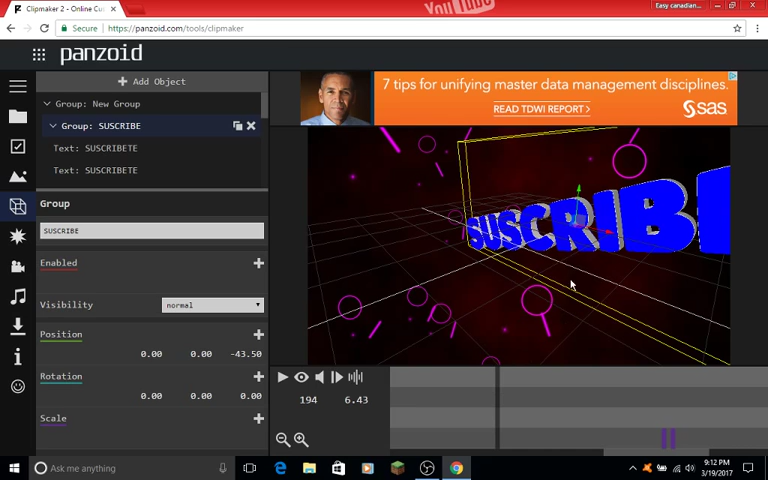 YouTube
Clipmaker 2 - Online Cu
Easy canadian...
Secure
https://panzoid.com/tools/clipmaker
panzoid
Add Object
7 tips for unifying master data management disciplines.
READ TDWI REPORT >
sas
Group: New Group
Group: SUSCRIBE
Text: SUSCRIBETE
Text: SUSCRIBETE
SUSCRIBE
Group
SUSCRIBE
Enabled
Visibility
normal
Position
0.00 0.00 -43.50
Rotation
0.00 0.00 0.00
Scale
194 6.43
Ask me anything
9:12 PM
3/19/2017